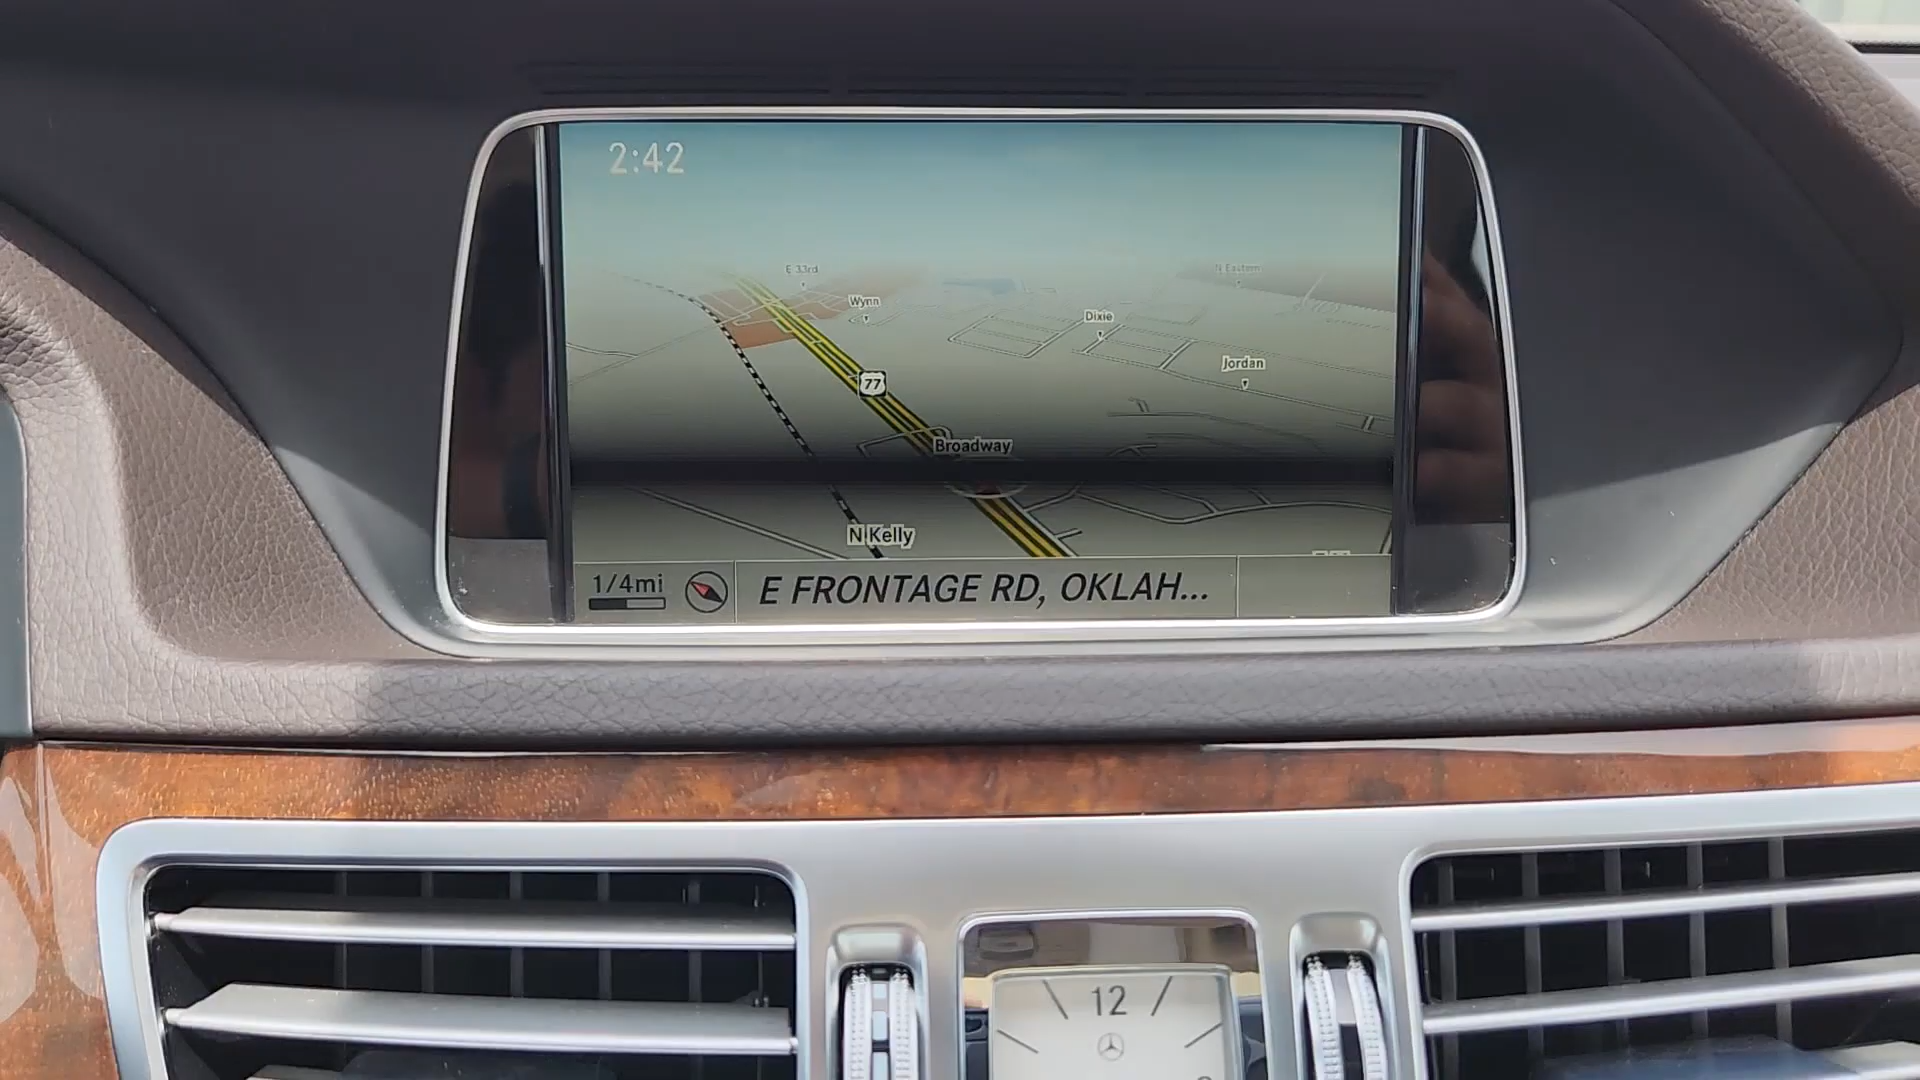 2:42
E 33rd
N Eastern
Wynn
Dixie
Jordan
77
Broadway
N Kelly
1/4mi
E FRONTAGE RD, OKLAH...
12